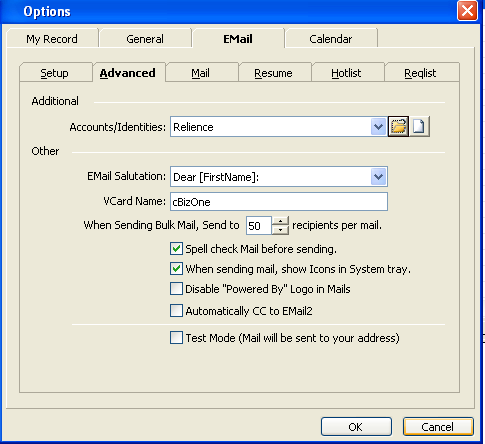 Options
My Record General EMail Calendar
Setup Advanced Mail Resume Hotlist Reqlist
Additional
Accounts/Identities: Relience
Other
EMail Salutation: Dear [FirstName]:
VCard Name: cBizOne
When Sending Bulk Mail, Send to 50 recipients per mail.
Spell check Mail before sending.
When sending mail, show Icons in System tray.
Disable "Powered By" Logo in Mails
Automatically CC to EMail2
Test Mode (Mail will be sent to your address)
OK Cancel